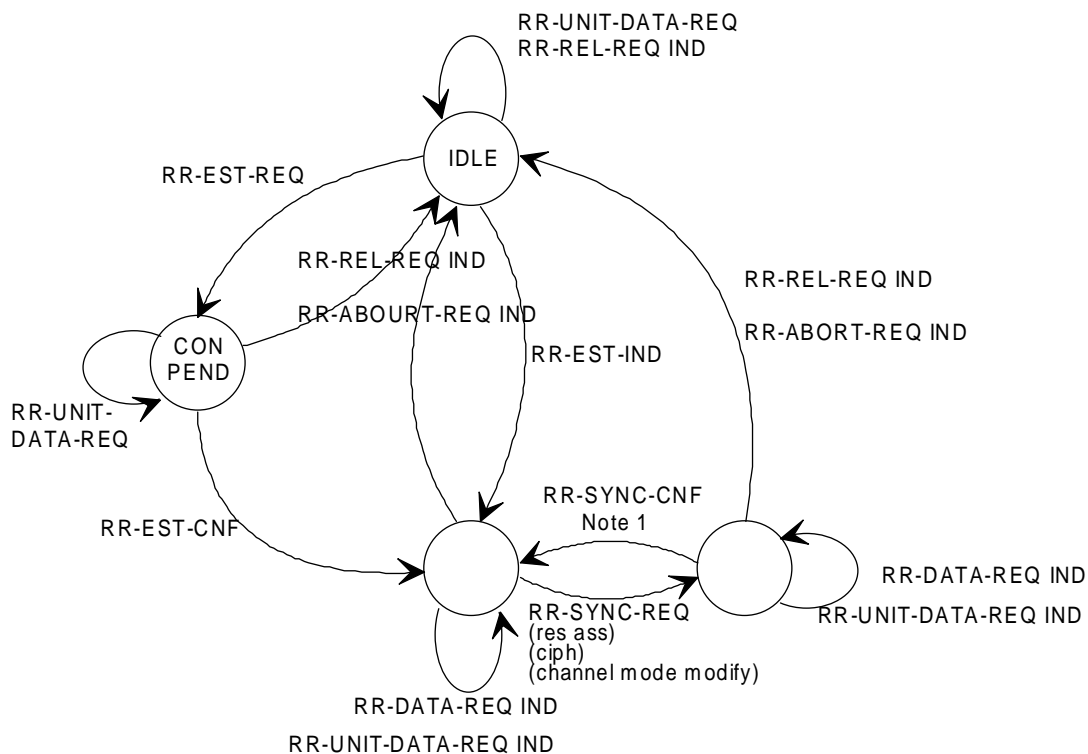 RR-UNIT-DATA-REQ
RR-REL-REQ IND
IDLE
RR-EST-REQ
RR-REL-REQ IND
RR-ABOURT-REQ IND
RR-REL-REQ IND
RR-ABORT-REQ IND
RR-EST-IND
CON
PEND
RR-UNIT-
DATA-REQ
RR-EST-CNF
RR-SYNC-CNF
Note 1
RR-SYNC-REQ
(res ass)
(ciph)
(channel mode modify)
RR-DATA-REQ IND
RR-UNIT-DATA-REQ IND
RR-DATA-REQ IND
RR-UNIT-DATA-REQ IND